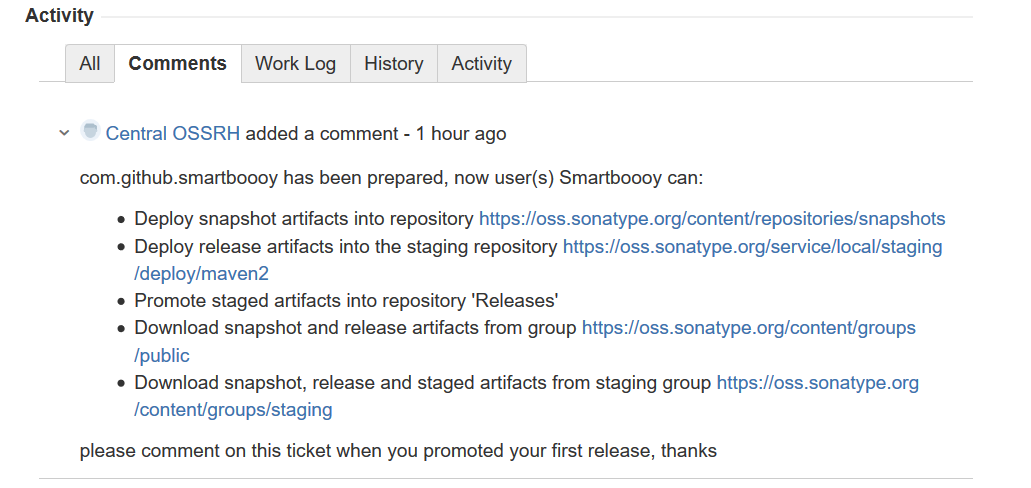 Activity
All Comments Work Log History Activity
Central OSSRH added a comment - 1 hour ago
com.github.smartboooy has been prepared, now user(s) Smartboooy can:
• Deploy snapshot artifacts into repository https://oss.sonatype.org/content/repositories/snapshots
• Deploy release artifacts into the staging repository https://oss.sonatype.org/service/local/staging
/deploy/maven2
• Promote staged artifacts into repository 'Releases'
• Download snapshot and release artifacts from group https://oss.sonatype.org/content/groups
/public
• Download snapshot, release and staged artifacts from staging group https://oss.sonatype.org
/content/groups/staging
please comment on this ticket when you promoted your first release, thanks